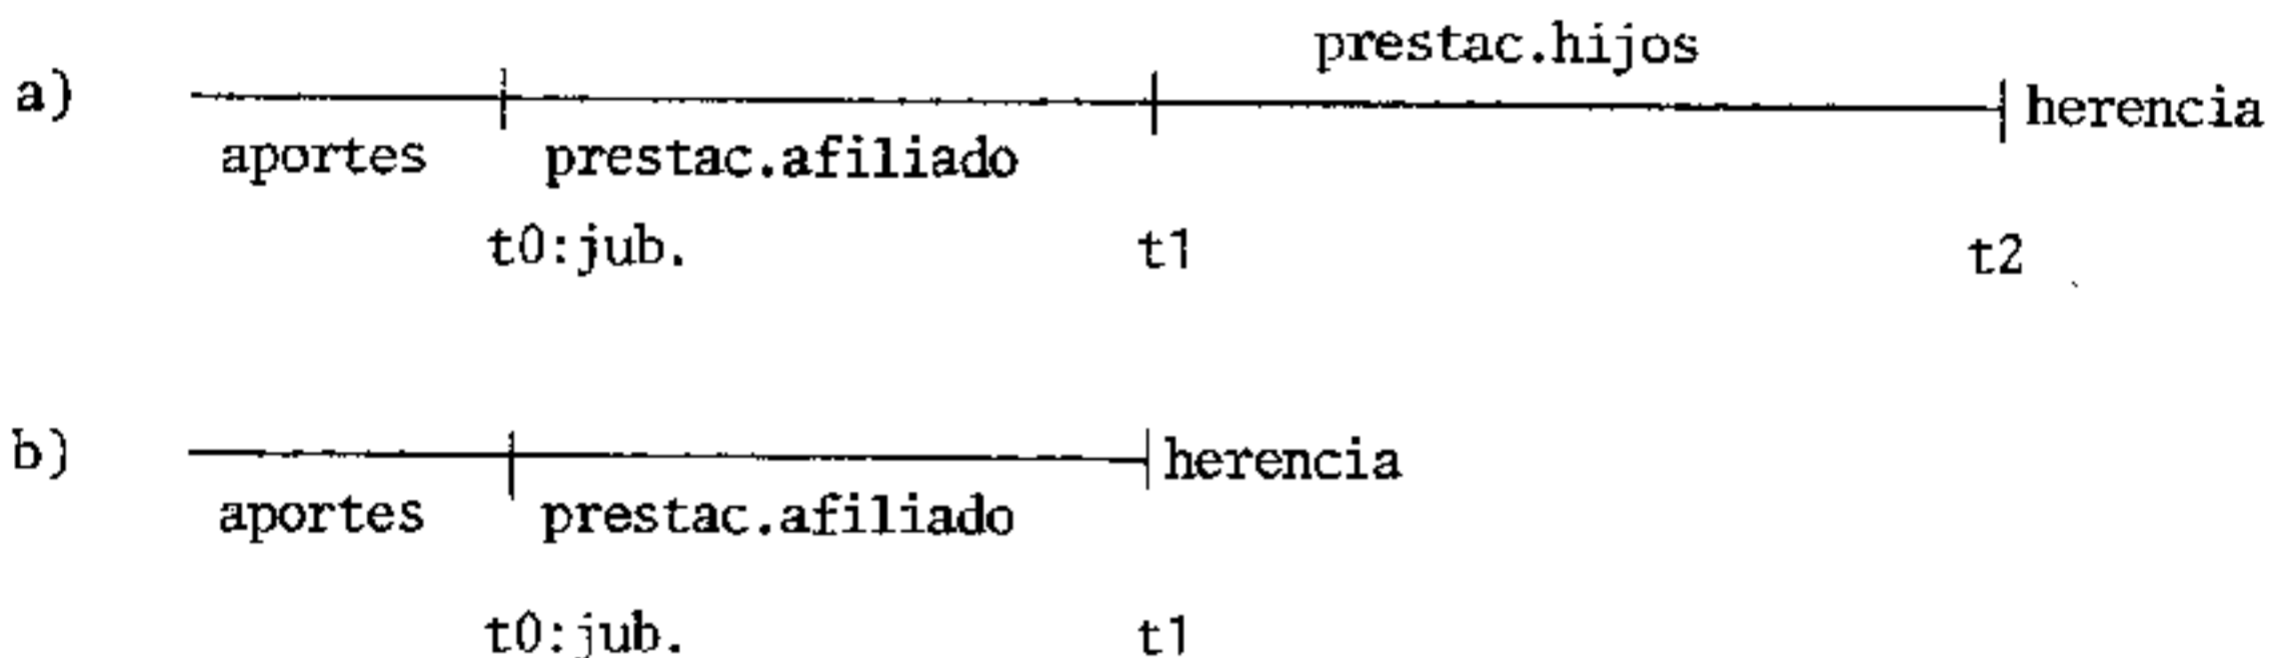 prestac.hijos
a) herencia
aportes prestac.afiliado
t0:jub. t1 t2
b) herencia
aportes prestac.afiliado
t0:jub. t1